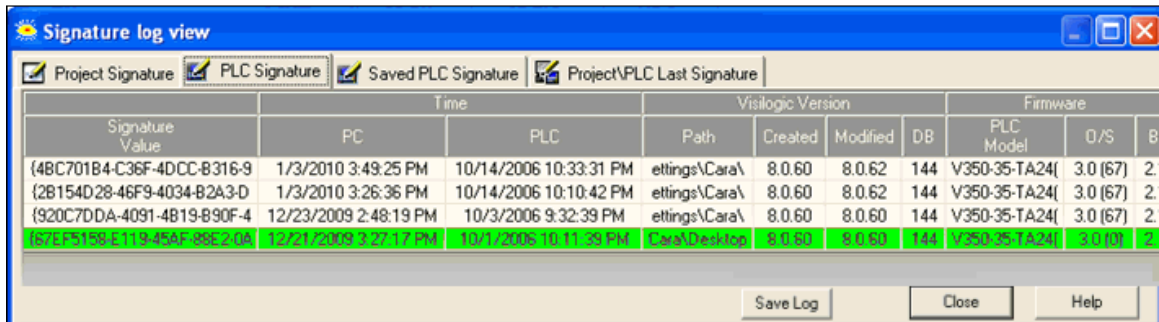 Signature log view
Project Signature PLC Signature Saved PLC Signature Project\PLC Last Signature
Time Visilogic Version Firmware
Signature Value PC PLC Path Created Modified DB PLC Model O/S B
{4BC701B4-C36F-4DCC-B316-9 1/3/2010 3:49:25 PM 10/14/2006 10:33:31 PM ettings\Cara\ 8.0.60 8.0.62 144 V350-35-TA24( 3.0 (67) 2.
{2B154D28-46F9-4034-B2A3-D 1/3/2010 3:26:36 PM 10/14/2006 10:10:42 PM ettings\Cara\ 8.0.60 8.0.62 144 V350-35-TA24( 3.0 (67) 2.
{920C7DDA-4091-4B19-B90F-4 12/23/2009 2:48:19 PM 10/3/2006 9:32:39 PM ettings\Cara\ 8.0.60 8.0.60 144 V350-35-TA24( 3.0 (67) 2.
{67EF5158-E119-45AF-88E2-0A 12/21/2009 3:27:17 PM 10/1/2006 10:11:39 PM Cara\Desktop 8.0.60 8.0.60 144 V350-35-TA24( 3.0 (0) 2.
Save Log Close Help